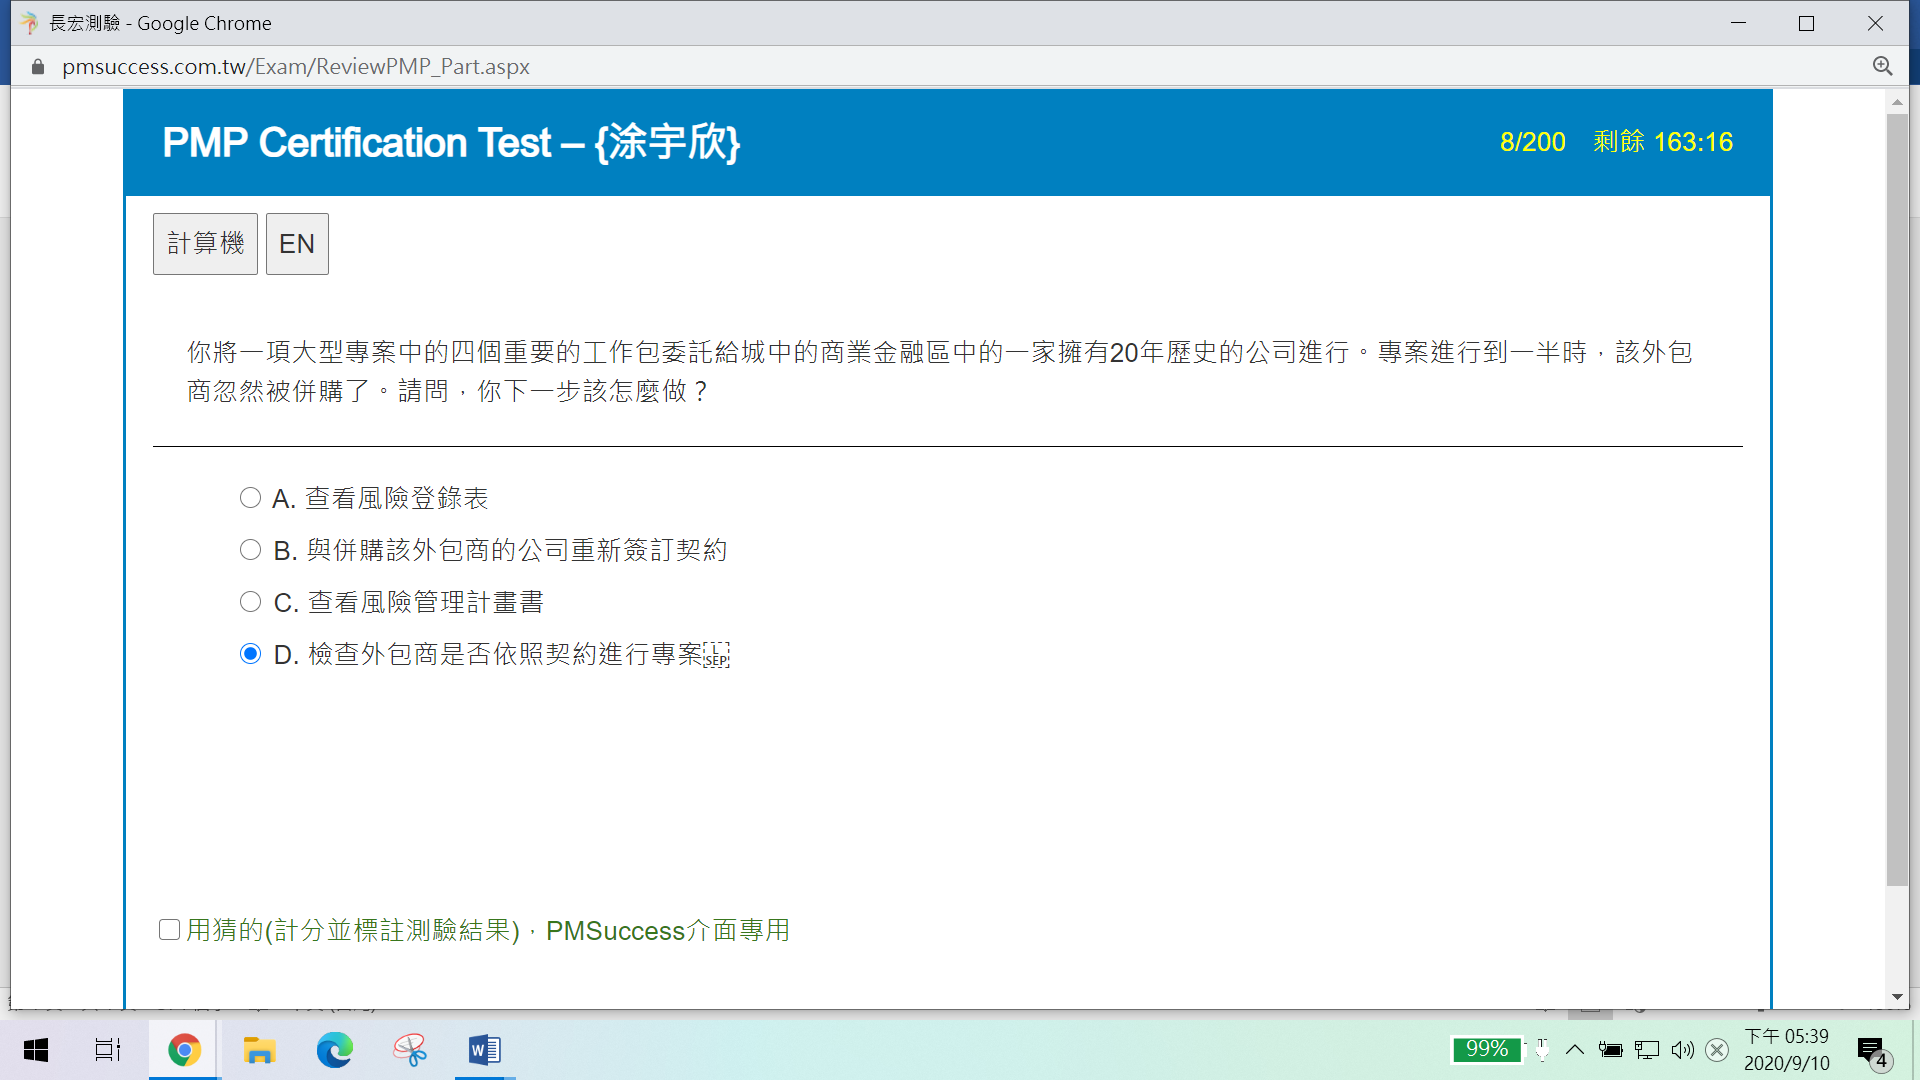 長宏測驗 - Google Chrome
pmsuccess.com.tw/Exam/ReviewPMP_Part.aspx
PMP Certification Test – {涂宇欣}
8/200 剩餘 163:16
計算機 EN
你將一項大型專案中的四個重要的工作包委託給城中的商業金融區中的一家擁有20年歷史的公司進行。專案進行到一半時，該外包
商忽然被併購了。請問，你下一步該怎麼做？
A. 查看風險登錄表
B. 與併購該外包商的公司重新簽訂契約
C. 查看風險管理計畫書
D. 檢查外包商是否依照契約進行專案
L SEP
用猜的(計分並標註測驗結果)，PMSuccess介面專用
99%
下午 05:39
2020/9/10
4